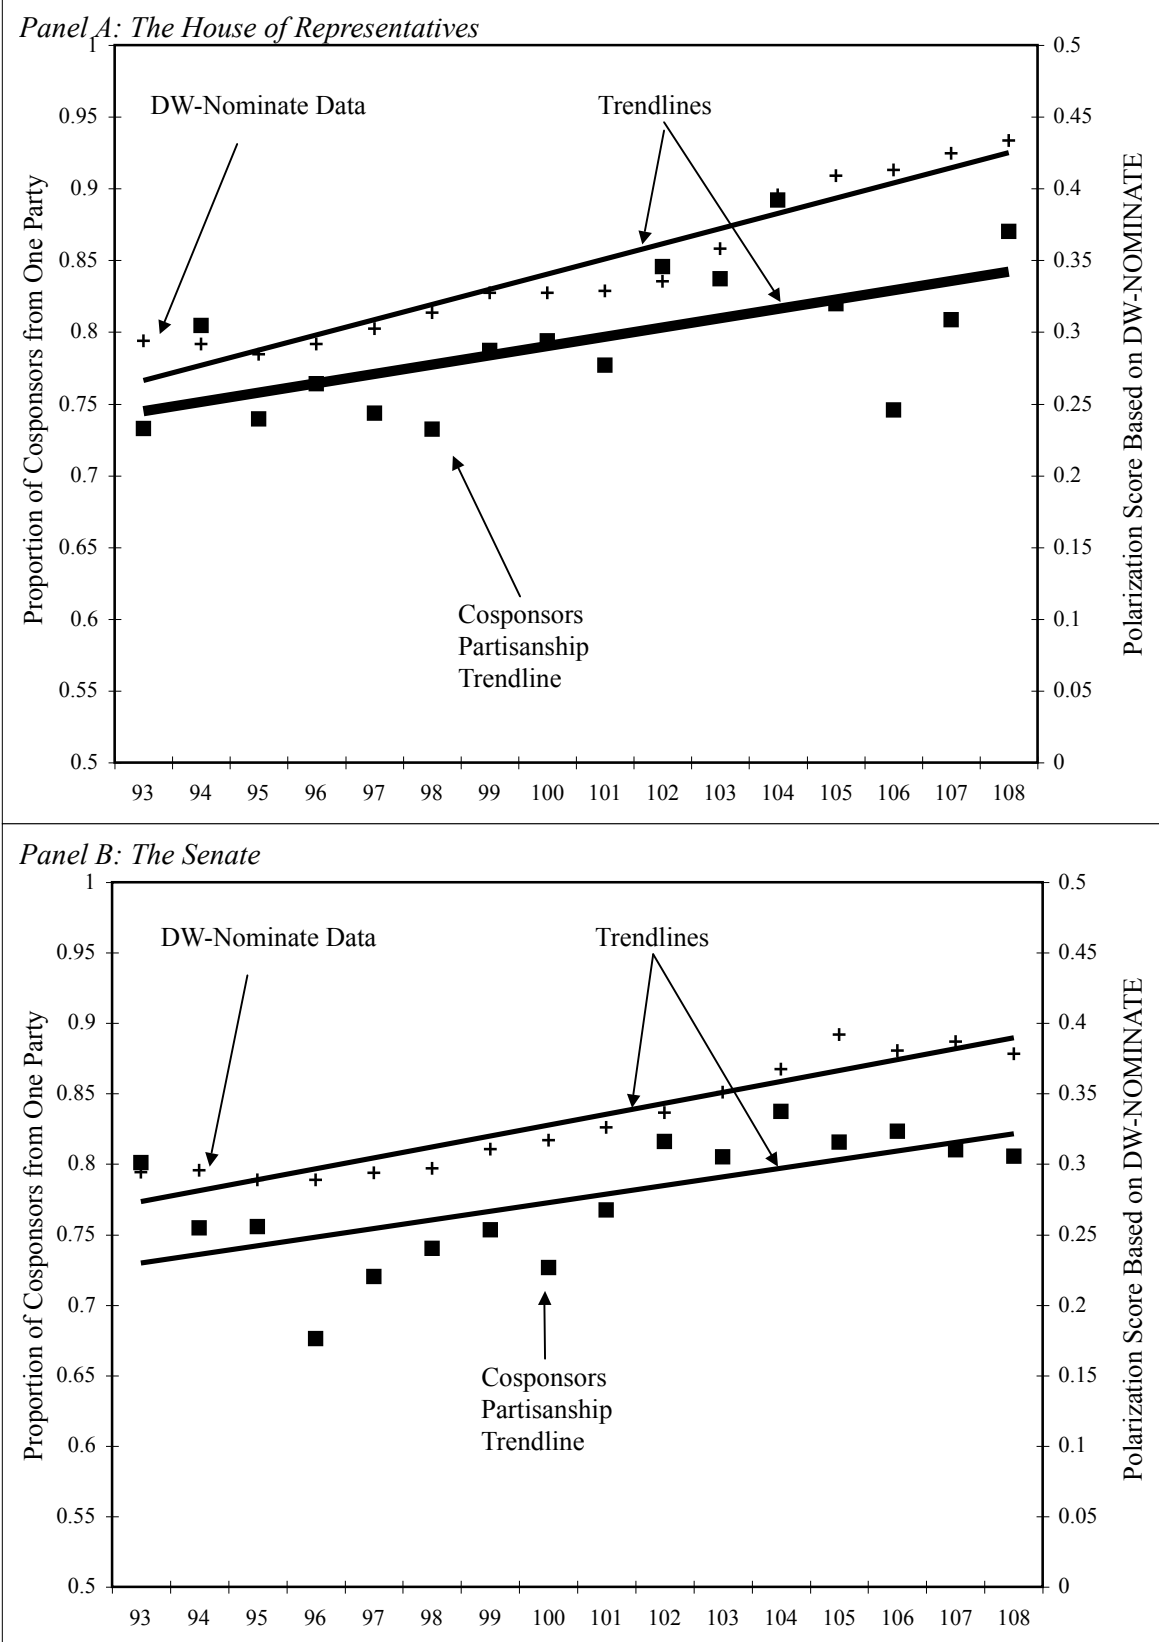 Panel A: The House of Representatives
DW-Nominate Data
Trendlines
Cosponsors
Partisanship
Trendline
Proportion of Cosponsors from One Party
1
0.95
0.9
0.85
0.8
0.75
0.7
0.65
0.6
0.55
0.5
Polarization Score Based on DW-NOMINATE
0.5
0.45
0.4
0.35
0.3
0.25
0.2
0.15
0.1
0.05
0
93 94 95 96 97 98 99 100 101 102 103 104 105 106 107 108
Panel B: The Senate
DW-Nominate Data
Trendlines
Cosponsors
Partisanship
Trendline
Proportion of Cosponsors from One Party
1
0.95
0.9
0.85
0.8
0.75
0.7
0.65
0.6
0.55
0.5
Polarization Score Based on DW-NOMINATE
0.5
0.45
0.4
0.35
0.3
0.25
0.2
0.15
0.1
0.05
0
93 94 95 96 97 98 99 100 101 102 103 104 105 106 107 108